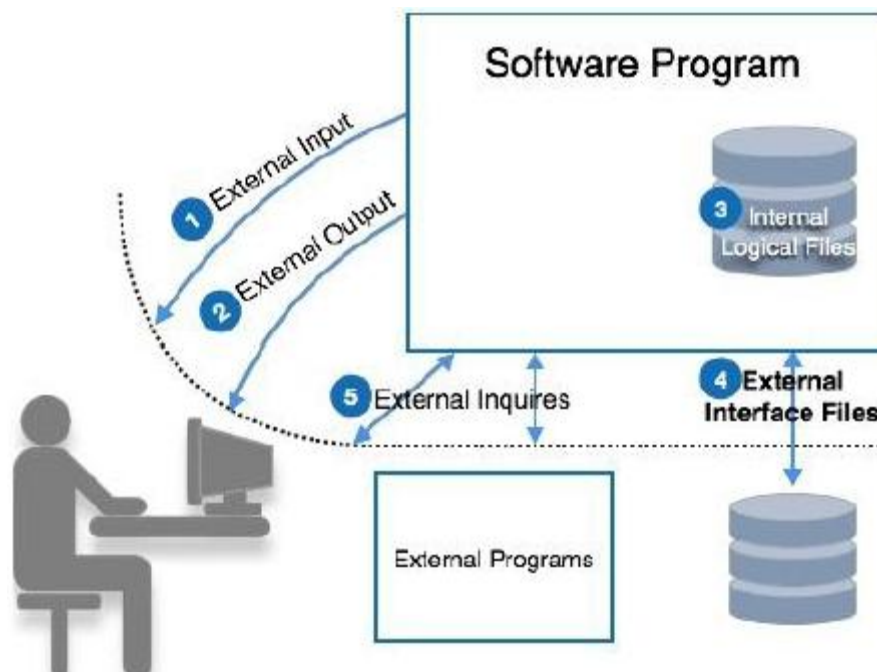 Software Program
1 External Input
2 External Output
3 Internal
Logical Files
5 External Inquires
4 External
Interface Files
External Programs